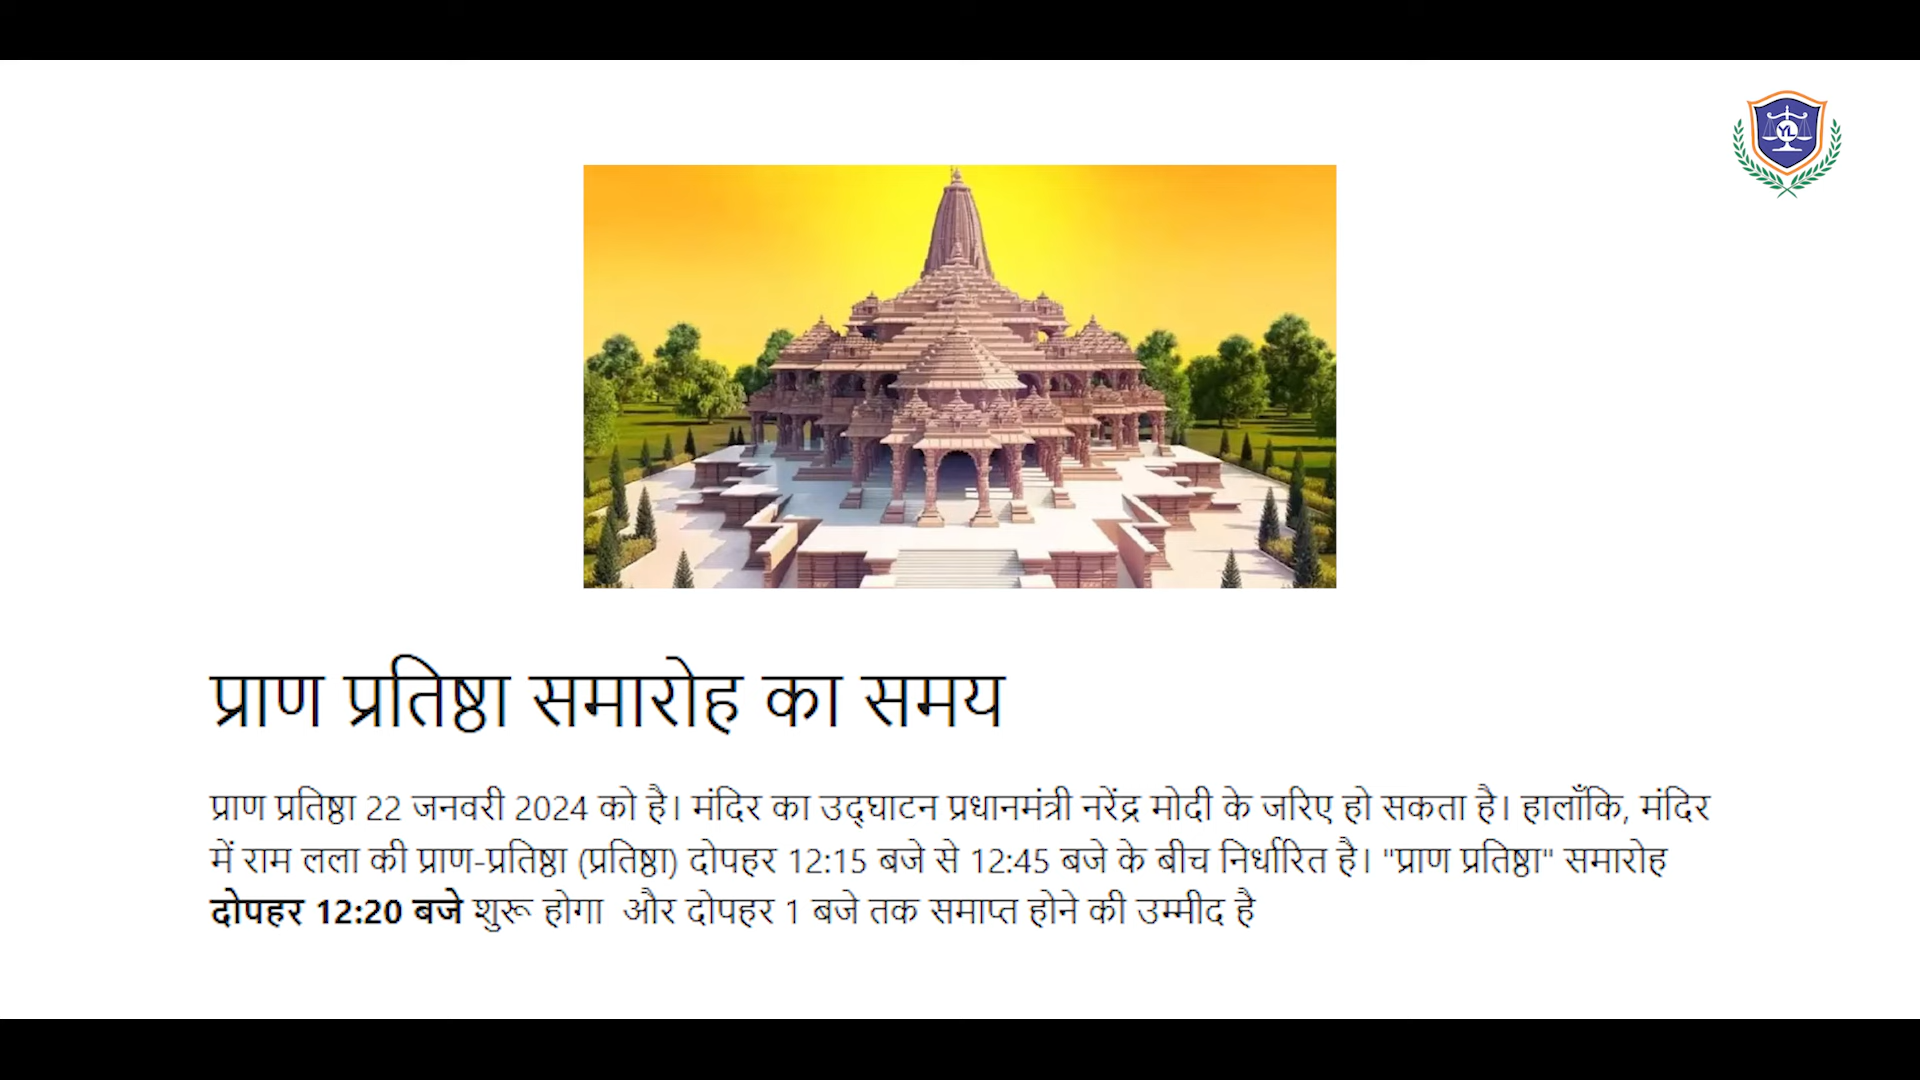 YL
प्राण प्रतिष्ठा समारोह का समय
प्राण प्रतिष्ठा 22 जनवरी 2024 को है। मंदिर का उद्घाटन प्रधानमंत्री नरेंद्र मोदी के जरिए हो सकता है। हालाँकि, मंदिर
में राम लला की प्राण-प्रतिष्ठा (प्रतिष्ठा) दोपहर 12:15 बजे से 12:45 बजे के बीच निर्धारित है। "प्राण प्रतिष्ठा" समारोह
दोपहर 12:20 बजे शुरू होगा और दोपहर 1 बजे तक समाप्त होने की उम्मीद है